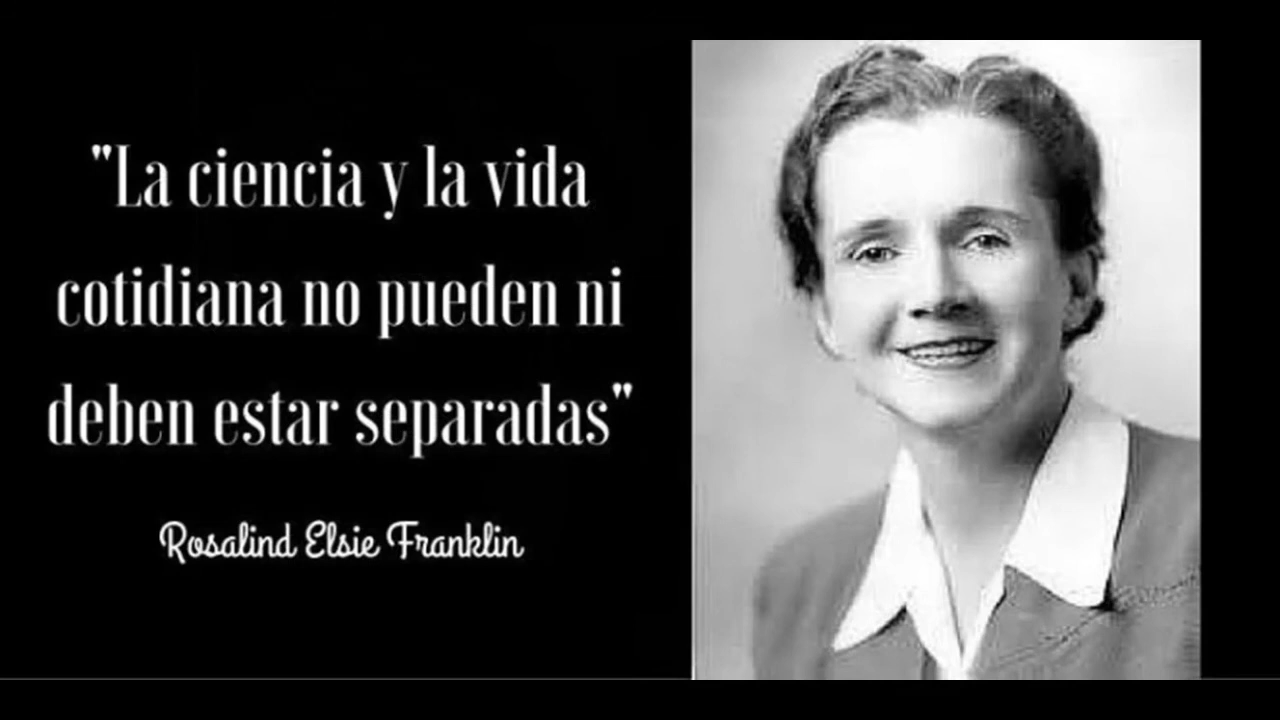 "La ciencia y la vida
cotidiana no pueden ni
deben estar separadas"
Rosalind Elsie Franklin